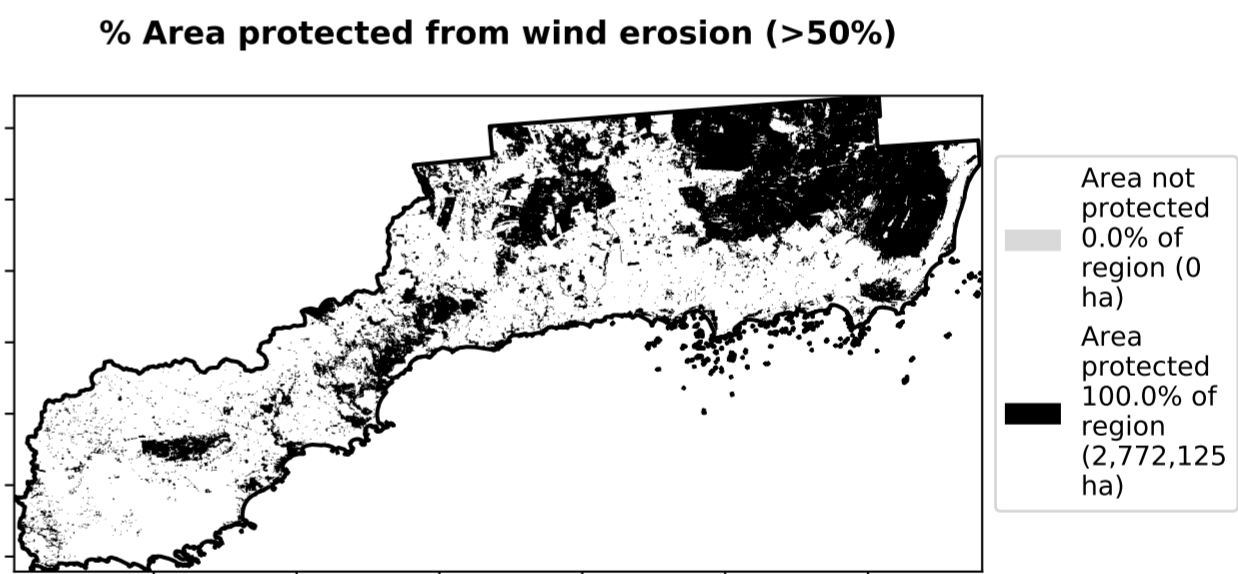 % Area protected from wind erosion (>50%)
Area not
protected
0.0% of
region (0
ha)
Area
protected
100.0% of
region
(2,772,125
ha)